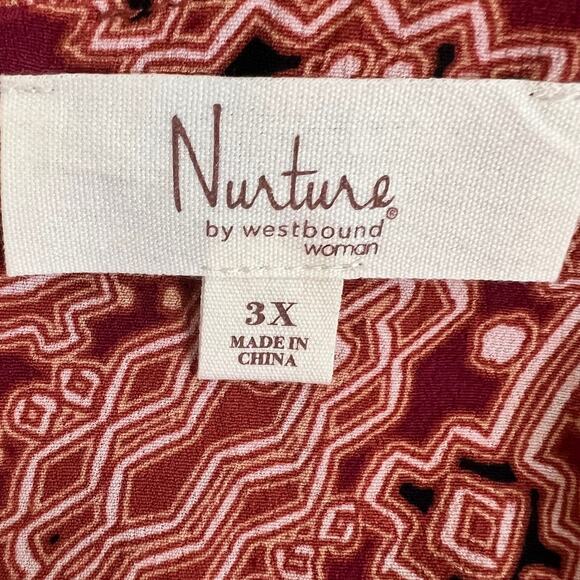 Nurture
by westbound®
woman
3X
MADE IN
CHINA